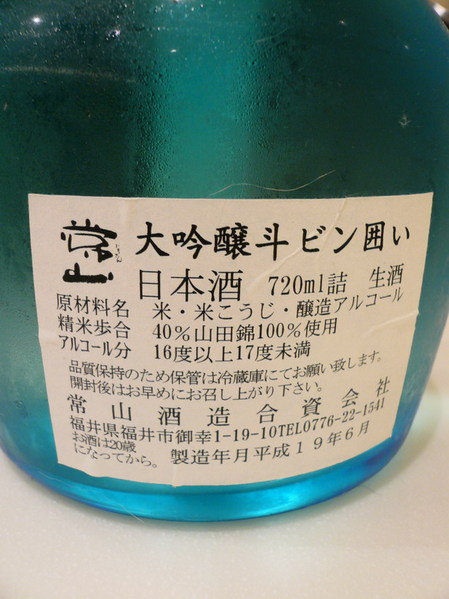 常山 じょうざん 大吟醸斗ビン囲い
日本酒 720ml詰 生酒
原材料名 米・米こうじ・醸造アルコール
精米歩合 40%山田錦100%使用
アルコール分 16度以上17度未満
品質保持のため保管は冷蔵庫にてお願い致します。
開封後はお早めにお召し上がり下さい。
常山酒造合資会社
福井県福井市御幸1-19-10TEL0776-22-1541
お酒は20歳
になってから。 製造年月平成19年6月